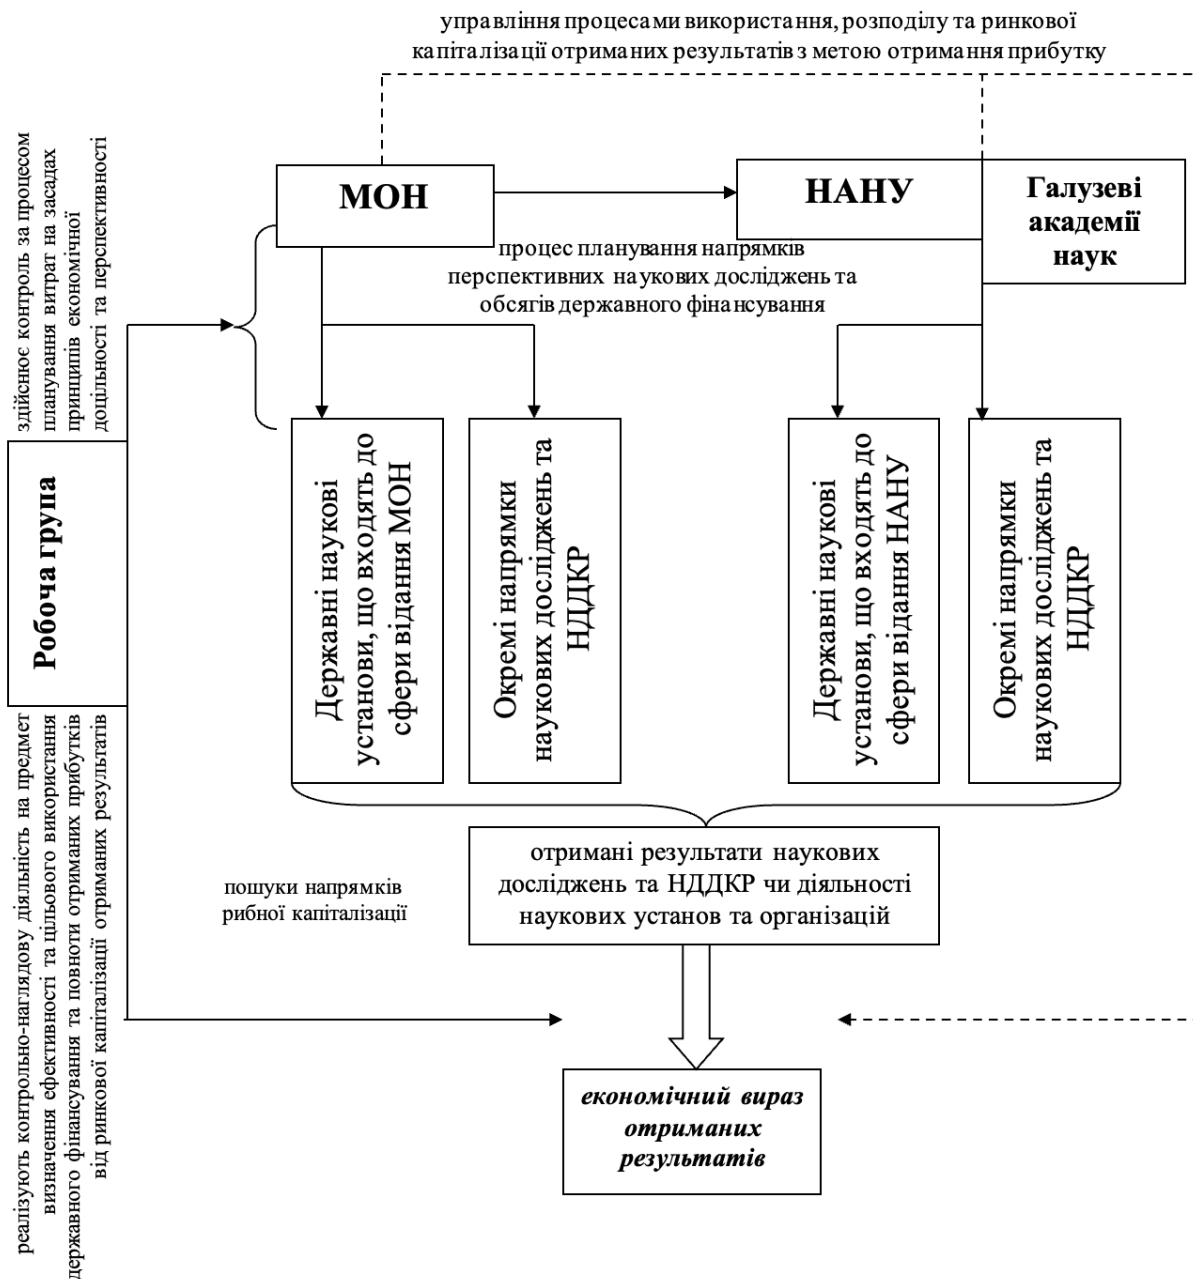 управління процесами використання, розподілу та ринкової
капіталізації отриманих результатів з метою отримання прибутку
здійснює контроль за процесом
планування витрат на засадах
принципів економічної
доцільності та перспективності
МОН
НАНУ
Галузеві
академії
наук
процес планування напрямків
перспективних наукових досліджень та
обсягів державного фінансування
Робоча група
Державні наукові
установи, що входять до
сфери відання МОН
Окремі напрямки
наукових досліджень та
НДДКР
Державні наукові
установи, що входять до
сфери відання НАНУ
Окремі напрямки
наукових досліджень та
НДДКР
реалізують контрольно-наглядову діяльність на предмет
визначення ефективності та цільового використання
державного фінансування та повноти отриманих прибутків
від ринкової капіталізації отриманих результатів
отримані результати наукових
досліджень та НДДКР чи діяльності
наукових установ та організацій
пошуки напрямків
рибної капіталізації
економічний вираз
отриманих
результатів